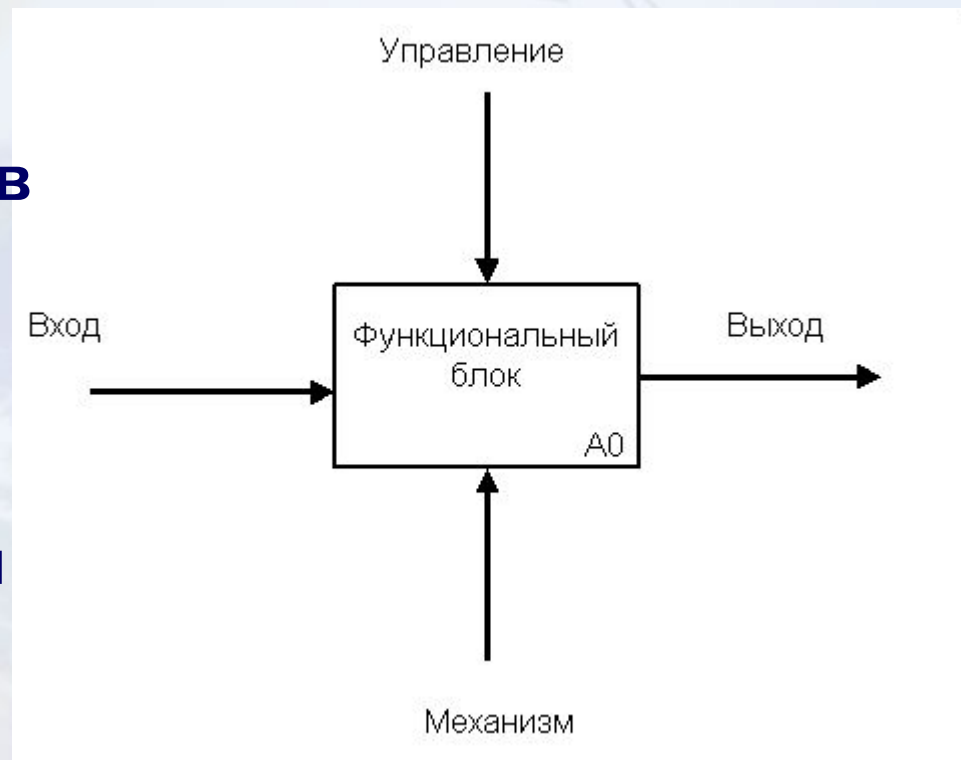 Управление
в
Вход
Функциональный
блок
Выход
A0
Механизм